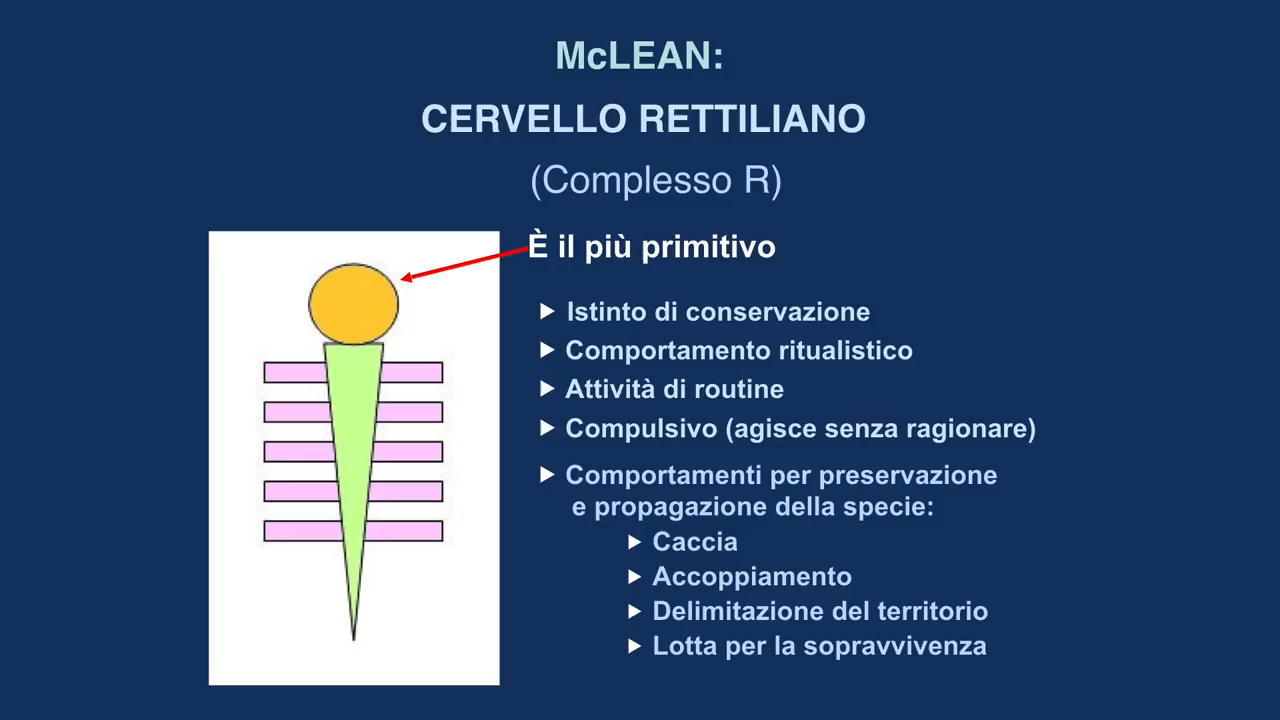 McLEAN:
CERVELLO RETTILIANO
(Complesso R)
È il più primitivo
Istinto di conservazione
Comportamento ritualistico
Attività di routine
Compulsivo (agisce senza ragionare)
Comportamenti per preservazione
e propagazione della specie:
Caccia
Accoppiamento
Delimitazione del territorio
Lotta per la sopravvivenza